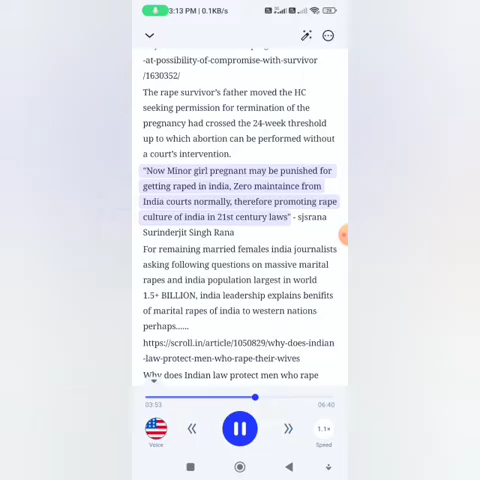 3:13 PM | 0.1KB/s
74
-at-possibility-of-compromise-with-survivor
/1630352/
The rape survivor's father moved the HC
seeking permission for termination of the
pregnancy had crossed the 24-week threshold
up to which abortion can be performed without
a court's intervention.
"Now Minor girl pregnant may be punished for
getting raped in india, Zero maintaince from
India courts normally, therefore promoting rape
culture of india in 21st century laws" - sjsrana
Surinderjit Singh Rana
For remaining married females india journalists
asking following questions on massive marital
rapes and india population largest in world
1.5+ BILLION, india leadership explains benifits
of marital rapes of india to western nations
perhaps......
https://scroll.in/article/1050829/why-does-indian
-law-protect-men-who-rape-their-wives
Why does Indian law protect men who rape
03:53
06:40
1.1×
Voice
Speed